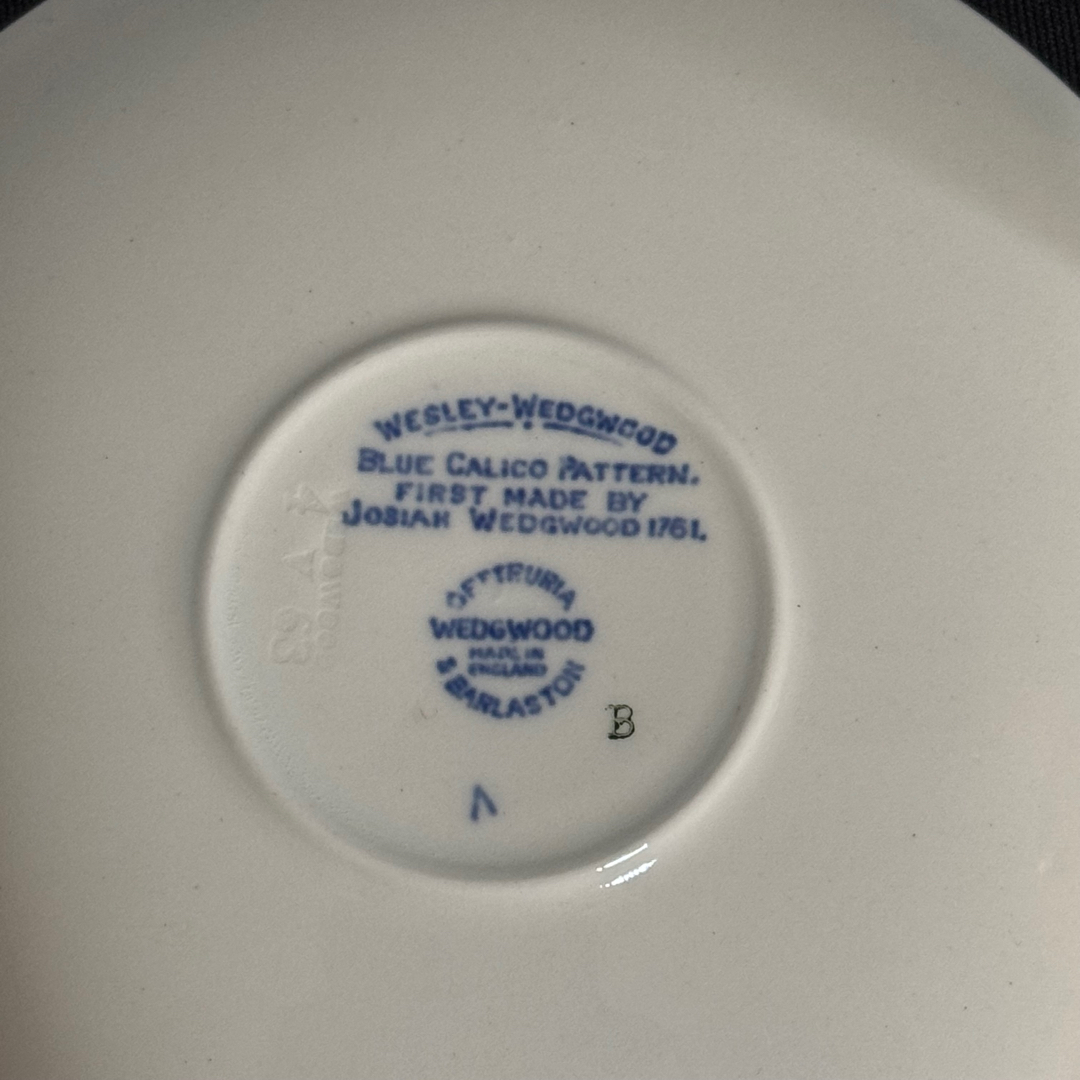 WESLEY-WEDGWOOD
BLUE CALICO PATTERN.
FIRST MADE BY
JOSIAH WEDGWOOD 1761.
OF ETRURIA
WEDGWOOD
MADE IN
ENGLAND
& BARLASTON
B